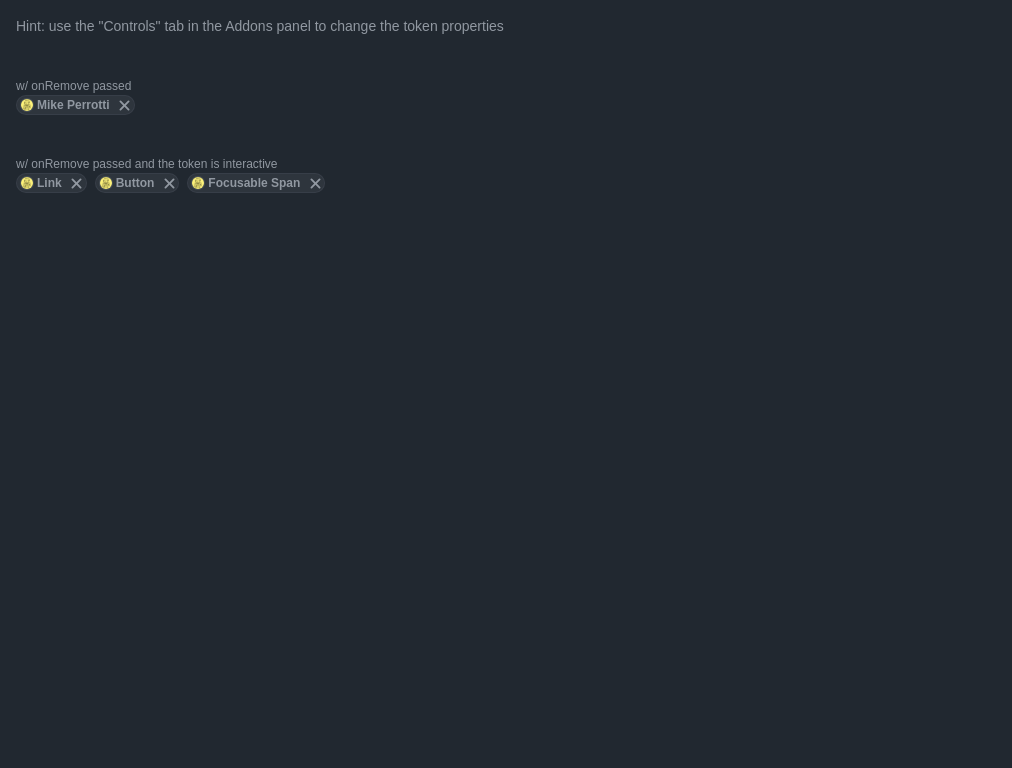 Hint: use the "Controls" tab in the Addons panel to change the token properties
w/ onRemove passed
Mike Perrotti
w/ onRemove passed and the token is interactive
Link Button Focusable Span